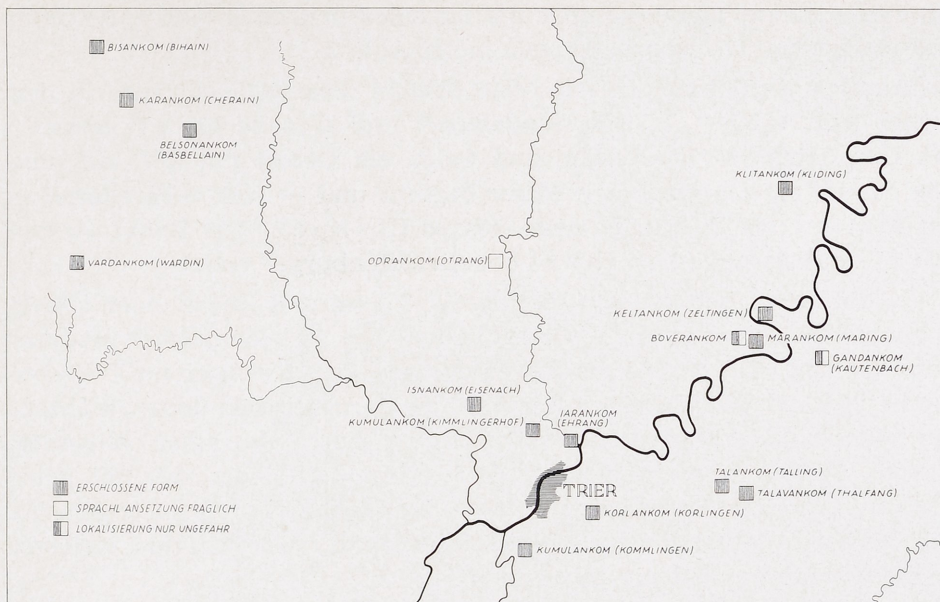 BISANKOM (BIHAIN)
KARANKOM (CHERAIN)
BELSONANKOM
(BASBELLAIN)
KLITANKOM (KLIDING)
VARDANKOM (WARDIN)
ODRANKOM (OTRANG)
KELTANKOM (ZELTINGEN)
BOVERANKOM
MARANKOM (MARING)
GANDANKOM
(KAUTENBACH)
ISNANKOM (EISENACH)
KUMULANKOM (KIMMLINGERHOF)
IARANKOM
(EHRANG)
TALANKOM (TALLING)
TALAVANKOM (THALFANG)
TRIER
KORLANKOM (KORLINGEN)
KUMULANKOM (KOMMLINGEN)
ERSCHLOSSENE FORM
SPRACHL ANSETZUNG FRAGLICH
LOKALISIERUNG NUR UNGEFÄHR